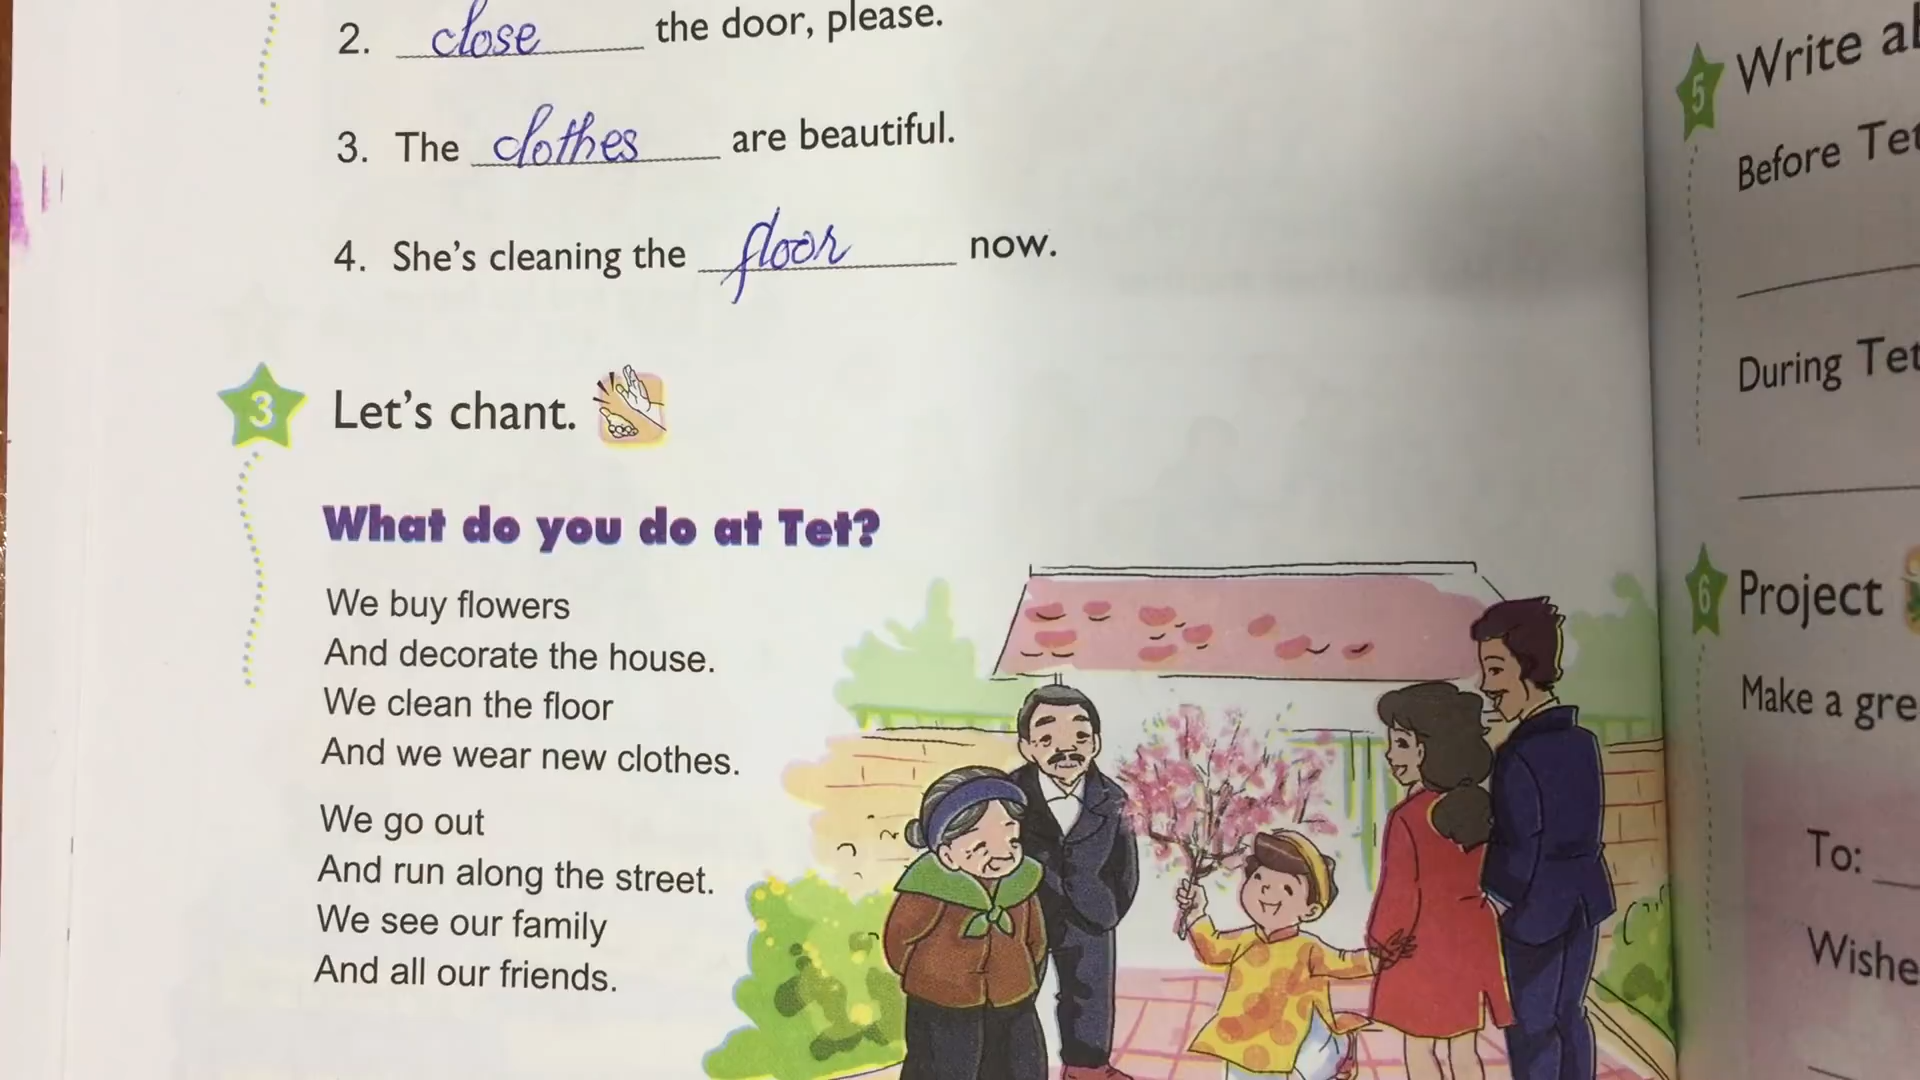 2. close the door, please.
3. The clothes are beautiful.
4. She's cleaning the floor now.
3 Let's chant.
What do you do at Tet?
We buy flowers
And decorate the house.
We clean the floor
And we wear new clothes.
We go out
And run along the street.
We see our family
And all our friends.
5 Write
Before Tet
During Tet
6 Project
Make a
To: